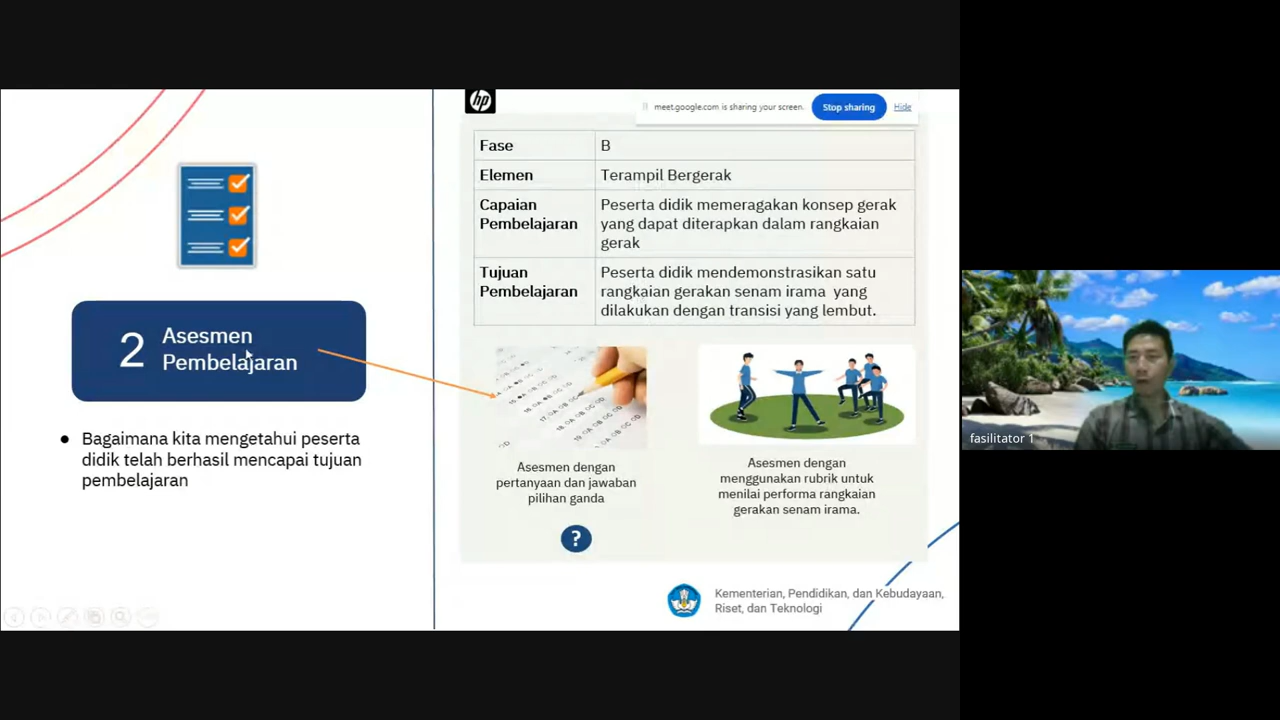 hp
meet.google.com is sharing your screen.
Stop sharing
Hide
2
Asesmen
Pembelajaran
Bagaimana kita mengetahui peserta
didik telah berhasil mencapai tujuan
pembelajaran
Fase
B
Elemen
Terampil Bergerak
Capaian
Pembelajaran
Peserta didik memeragakan konsep gerak
yang dapat diterapkan dalam rangkaian
gerak
Tujuan
Pembelajaran
Peserta didik mendemonstrasikan satu
rangkaian gerakan senam irama yang
dilakukan dengan transisi yang lembut.
Asesmen dengan
pertanyaan dan jawaban
pilihan ganda
?
Asesmen dengan
menggunakan rubrik untuk
menilai performa rangkaian
gerakan senam irama.
Kementerian, Pendidikan, dan Kebudayaan,
Riset, dan Teknologi
fasilitator 1